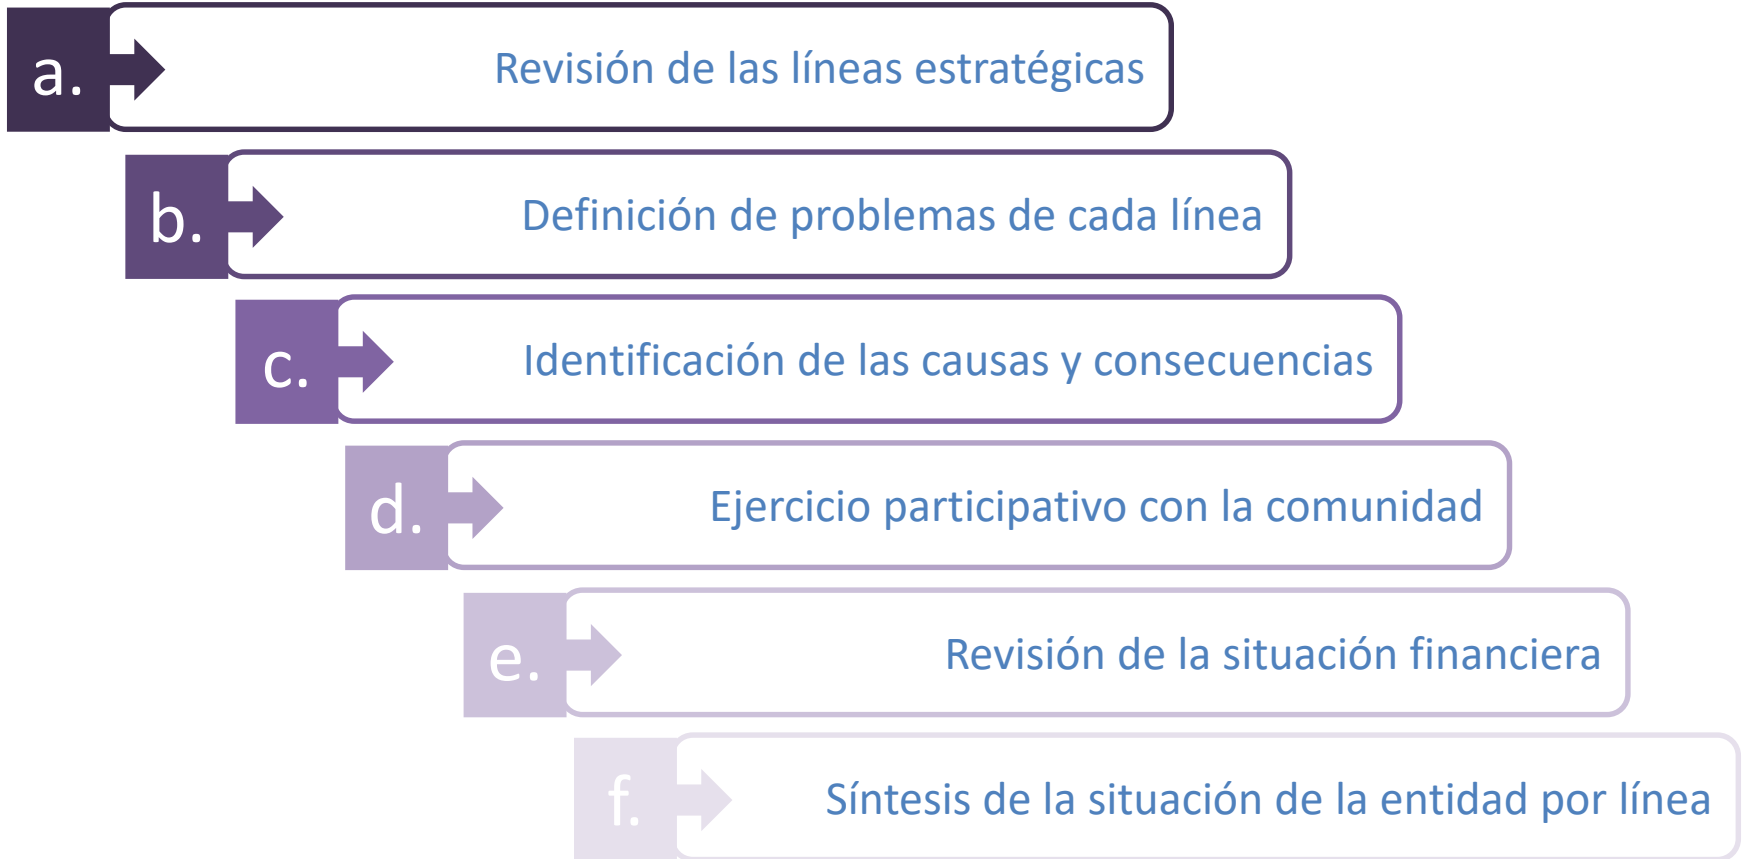 a. Revisión de las líneas estratégicas
b. Definición de problemas de cada línea
c. Identificación de las causas y consecuencias
d. Ejercicio participativo con la comunidad
e. Revisión de la situación financiera
f. Síntesis de la situación de la entidad por línea